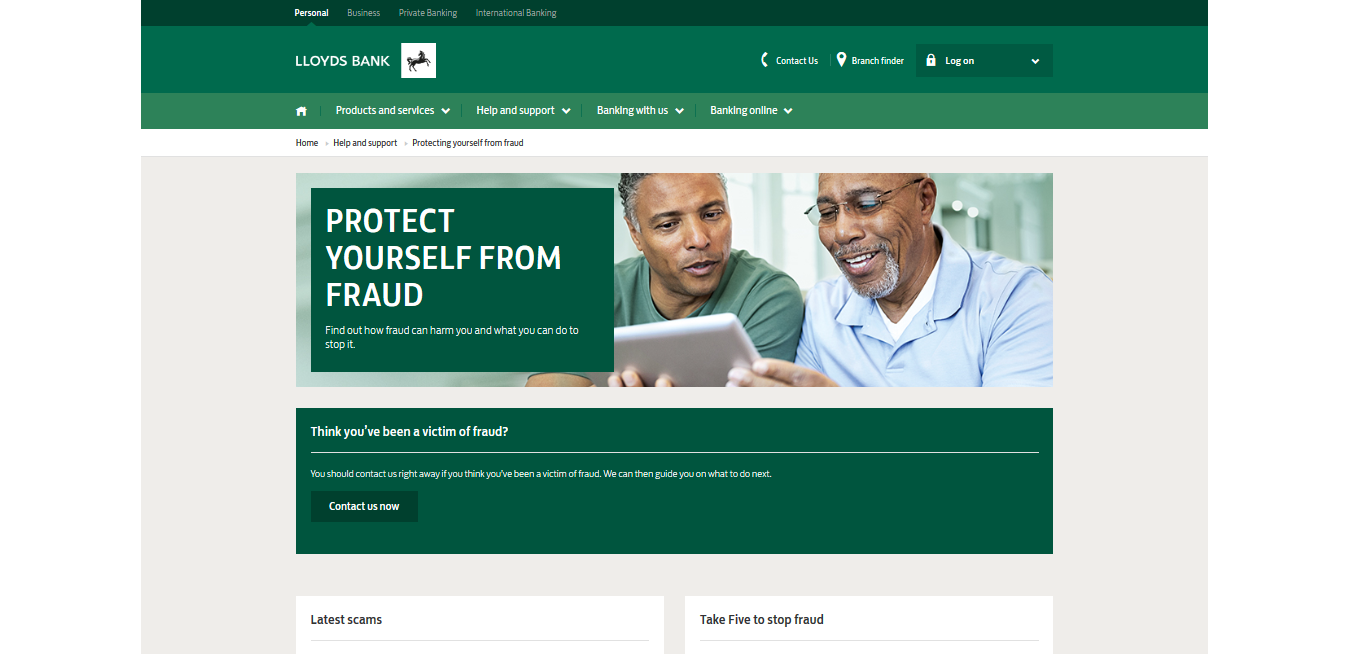 Personal Business Private Banking International Banking
LLOYDS BANK
Contact Us Branch finder Log on
Products and services Help and support Banking with us Banking online
Home » Help and support » Protecting yourself from fraud
PROTECT
YOURSELF FROM
FRAUD
Find out how fraud can harm you and what you can do to
stop it.
Think you've been a victim of fraud?
You should contact us right away if you think you've been a victim of fraud. We can then guide you on what to do next.
Contact us now
Latest scams
Take Five to stop fraud